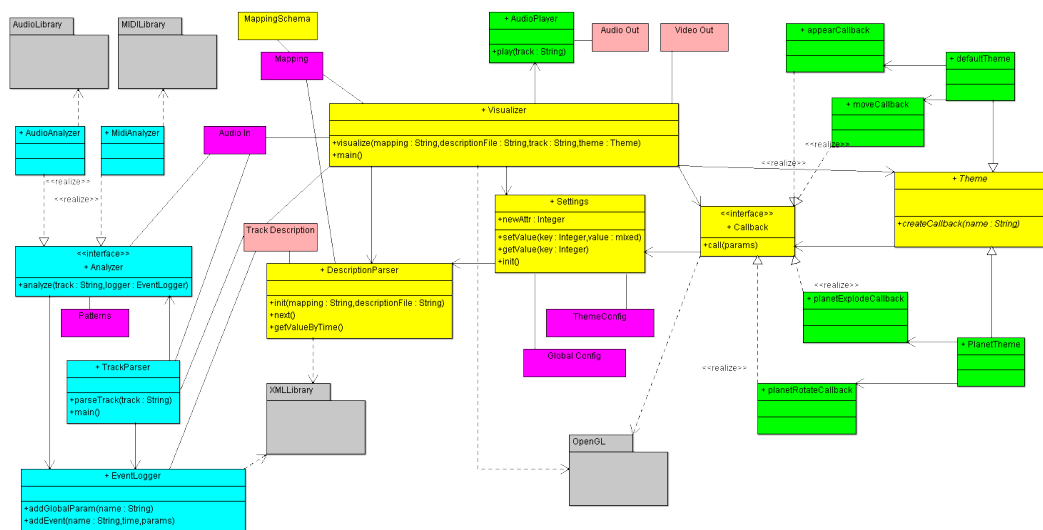 AudioLibrary
MIDILibrary
MappingSchema
Mapping
+ AudioPlayer
+play(track : String)
Audio Out
Video Out
+ appearCallback
+ defaultTheme
+ moveCallback
+ AudioAnalyzer
+ MidiAnalyzer
Audio In
+ Visualizer
+visualize(mapping : String,descriptionFile : String,track : String,theme : Theme)
+main()
<<realize>>
<<realize>>
<<realize>>
<<realize>>
+ Theme
+createCallback(name : String)
+ Settings
+newAttr : Integer
+setValue(key : Integer,value : mixed)
+getValue(key : Integer)
+init()
<<interface>>
+ Callback
+call(params)
Track Description
<<interface>>
+ Analyzer
+analyze(track : String,logger : EventLogger)
Patterns
+ DescriptionParser
+init(mapping : String,descriptionFile : String)
+next()
+getValueByTime()
ThemeConfig
Global Config
<<realize>>
+ planetExplodeCallback
+ PlanetTheme
<<realize>>
+ planetRotateCallback
+ TrackParser
+parseTrack(track : String)
+main()
XMLLibrary
OpenGL
+ EventLogger
+addGlobalParam(name : String)
+addEvent(name : String,time,params)